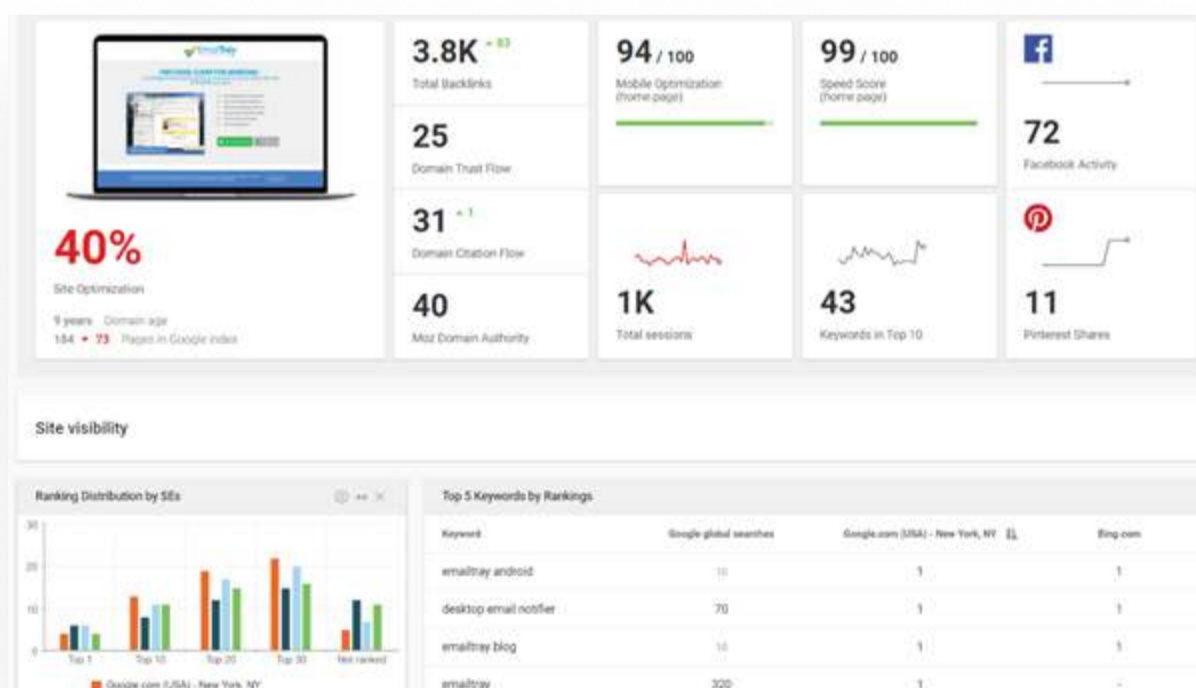 40%
Site Optimization
9 years Domain age
184 73 Pages in Google index
3.8K 83
Total Backlinks
25
Domain Trust Flow
31 1
Domain Citation Flow
40
Moz Domain Authority
94 / 100
Mobile Optimization
(home page)
99 / 100
Speed Score
(home page)
72
Facebook Activity
1K
Total sessions
43
Keywords in Top 10
11
Pinterest Shares
Site visibility
Ranking Distribution by SEs
30
20
10
0
Top 1 Top 10 Top 20 Top 30 Not ranked
Google.com (USA) - New York, NY
Top 5 Keywords by Rankings
Keyword Google global searches Google.com (USA) - New York, NY Bing.com
emailtray android 10 1 1
desktop email notifier 70 1 1
emailtray blog 10 1 1
emailtray 320 1 -